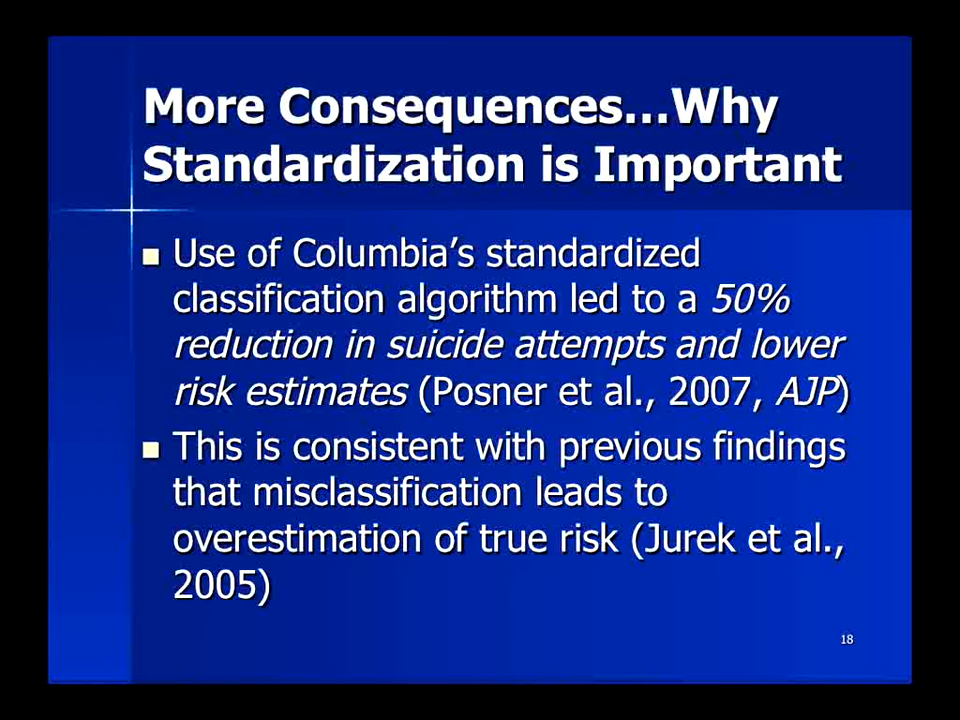 More Consequences...Why
Standardization is Important
Use of Columbia’s standardized
classification algorithm led to a 50%
reduction in suicide attempts and lower
risk estimates (Posner et al., 2007, AJP)
This is consistent with previous findings
that misclassification leads to
overestimation of true risk (Jurek et al.,
2005)
18